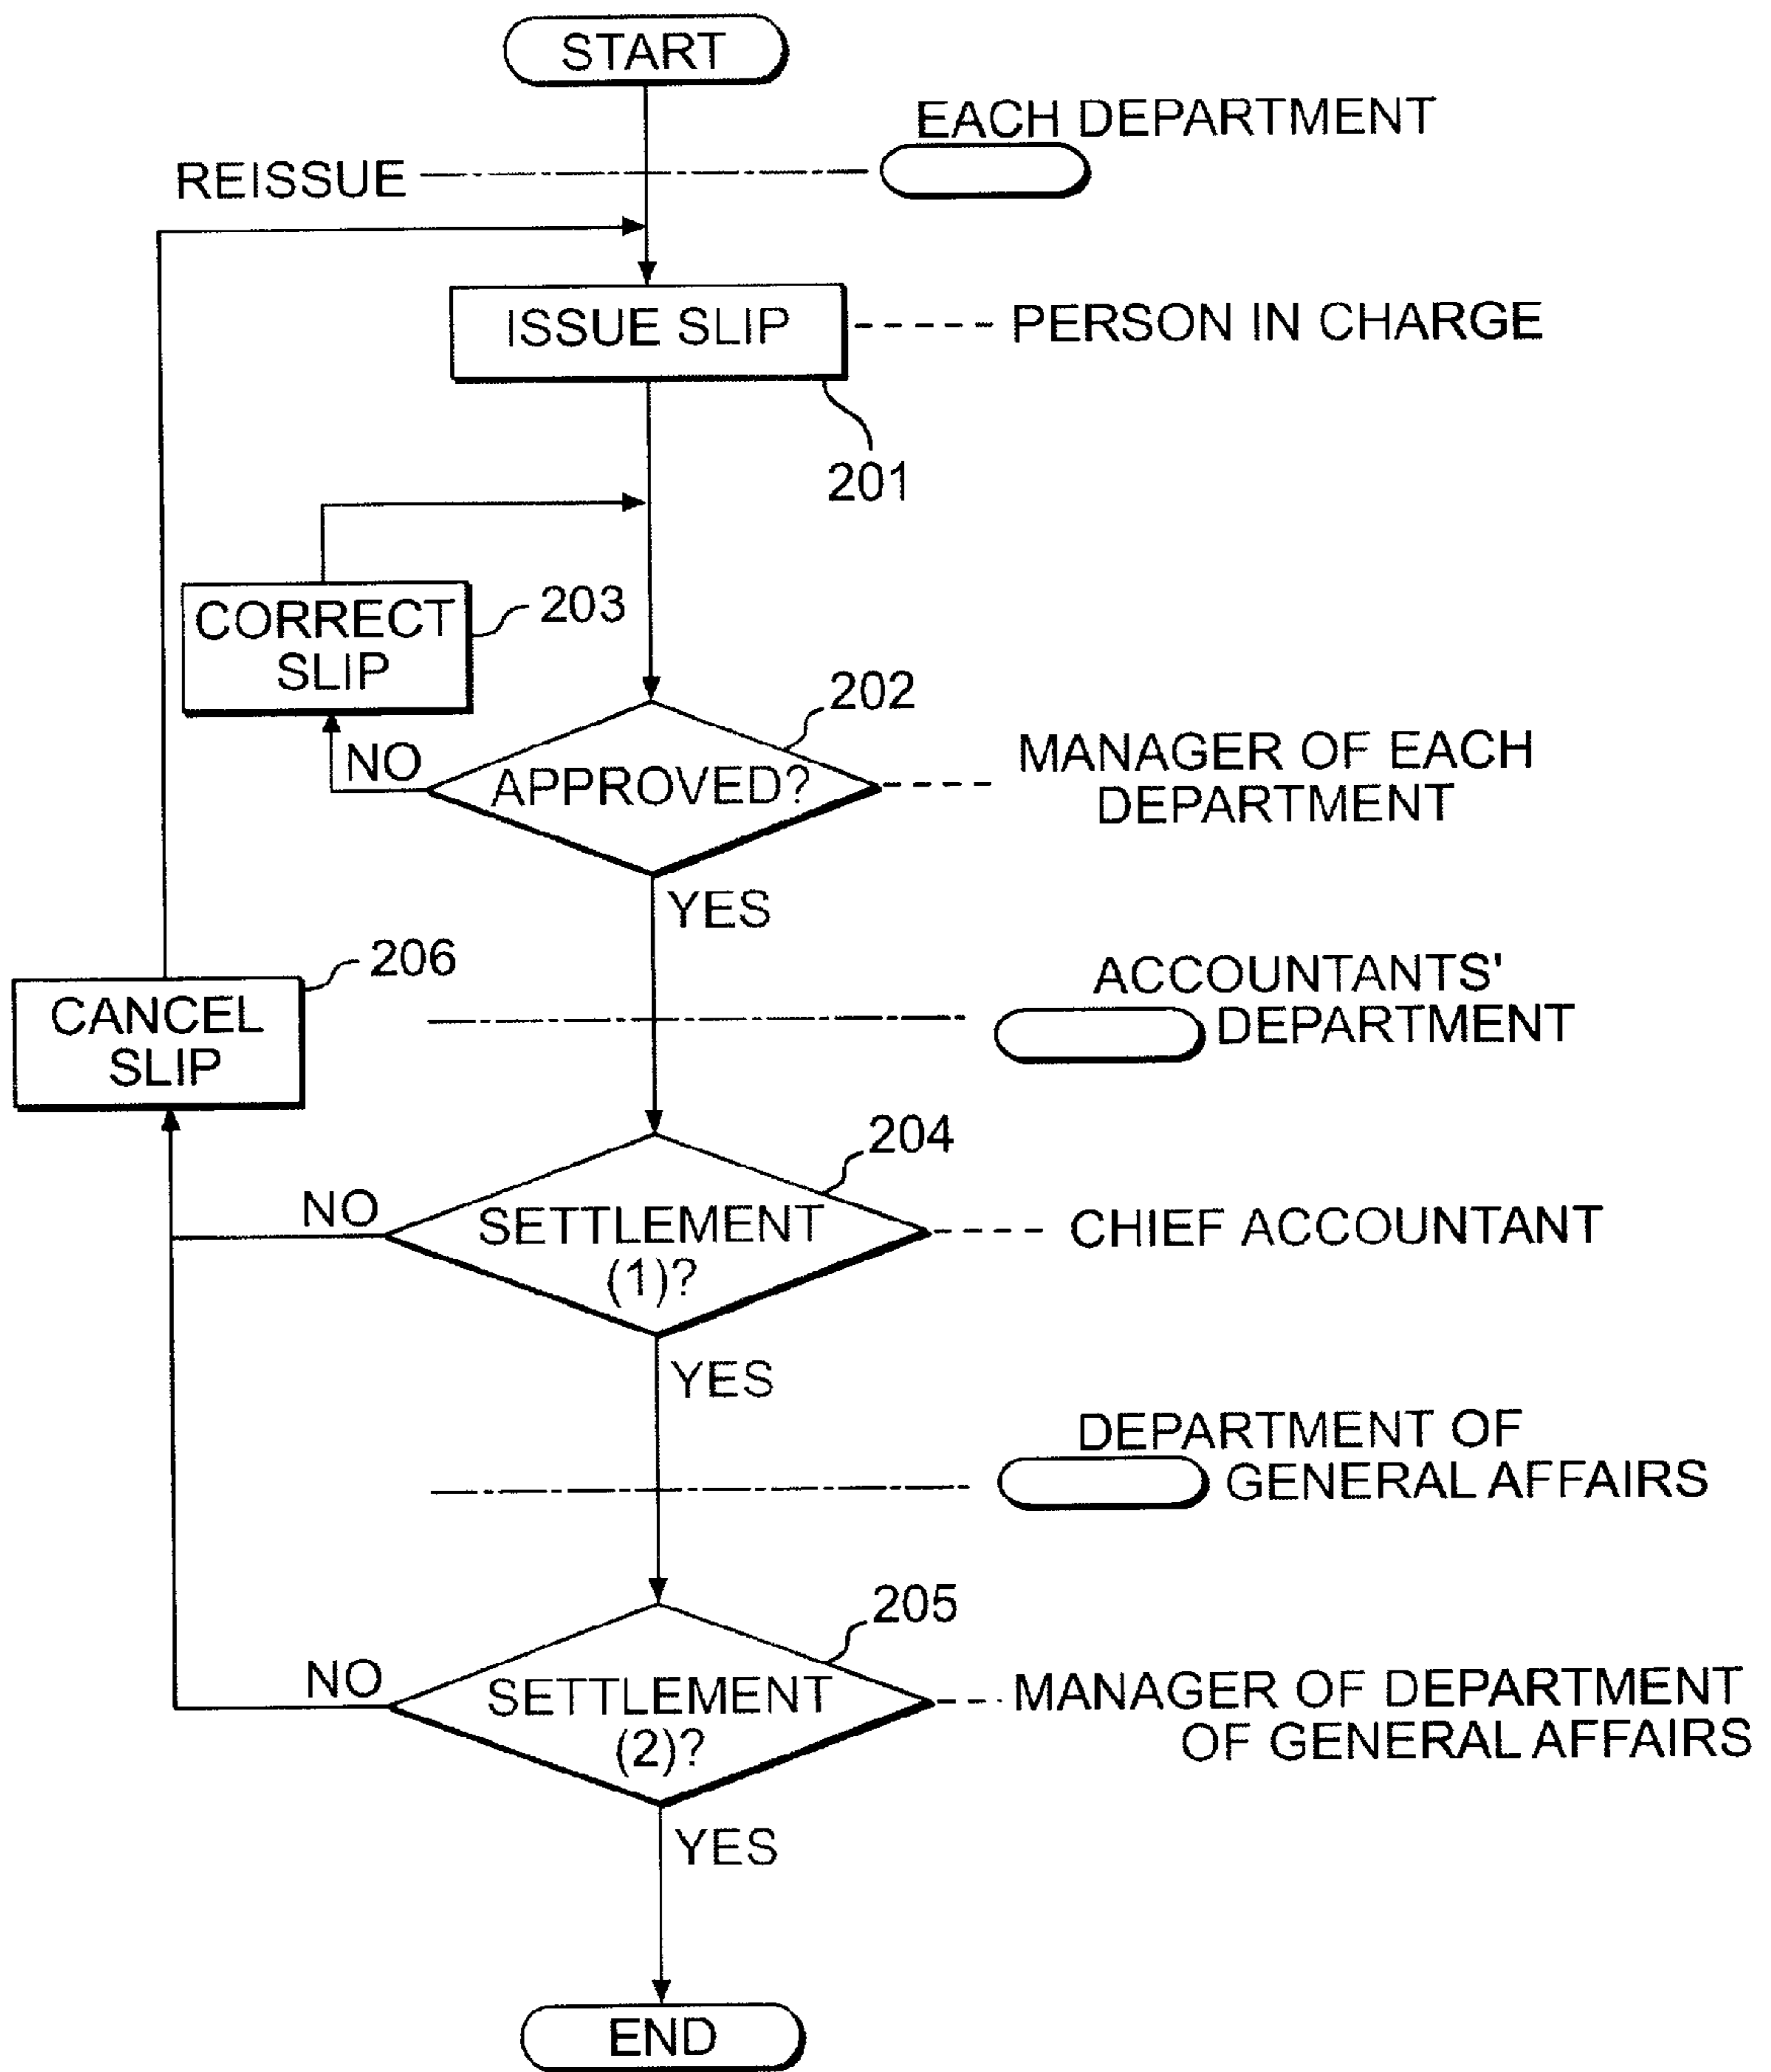 START
EACH DEPARTMENT
REISSUE
ISSUE SLIP
PERSON IN CHARGE
201
CORRECT
SLIP
203
202
NO
APPROVED?
MANAGER OF EACH
DEPARTMENT
YES
206
CANCEL
SLIP
ACCOUNTANTS'
DEPARTMENT
204
NO
SETTLEMENT
(1)?
CHIEF ACCOUNTANT
YES
DEPARTMENT OF
GENERAL AFFAIRS
205
NO
SETTLEMENT
(2)?
MANAGER OF DEPARTMENT
OF GENERAL AFFAIRS
YES
END